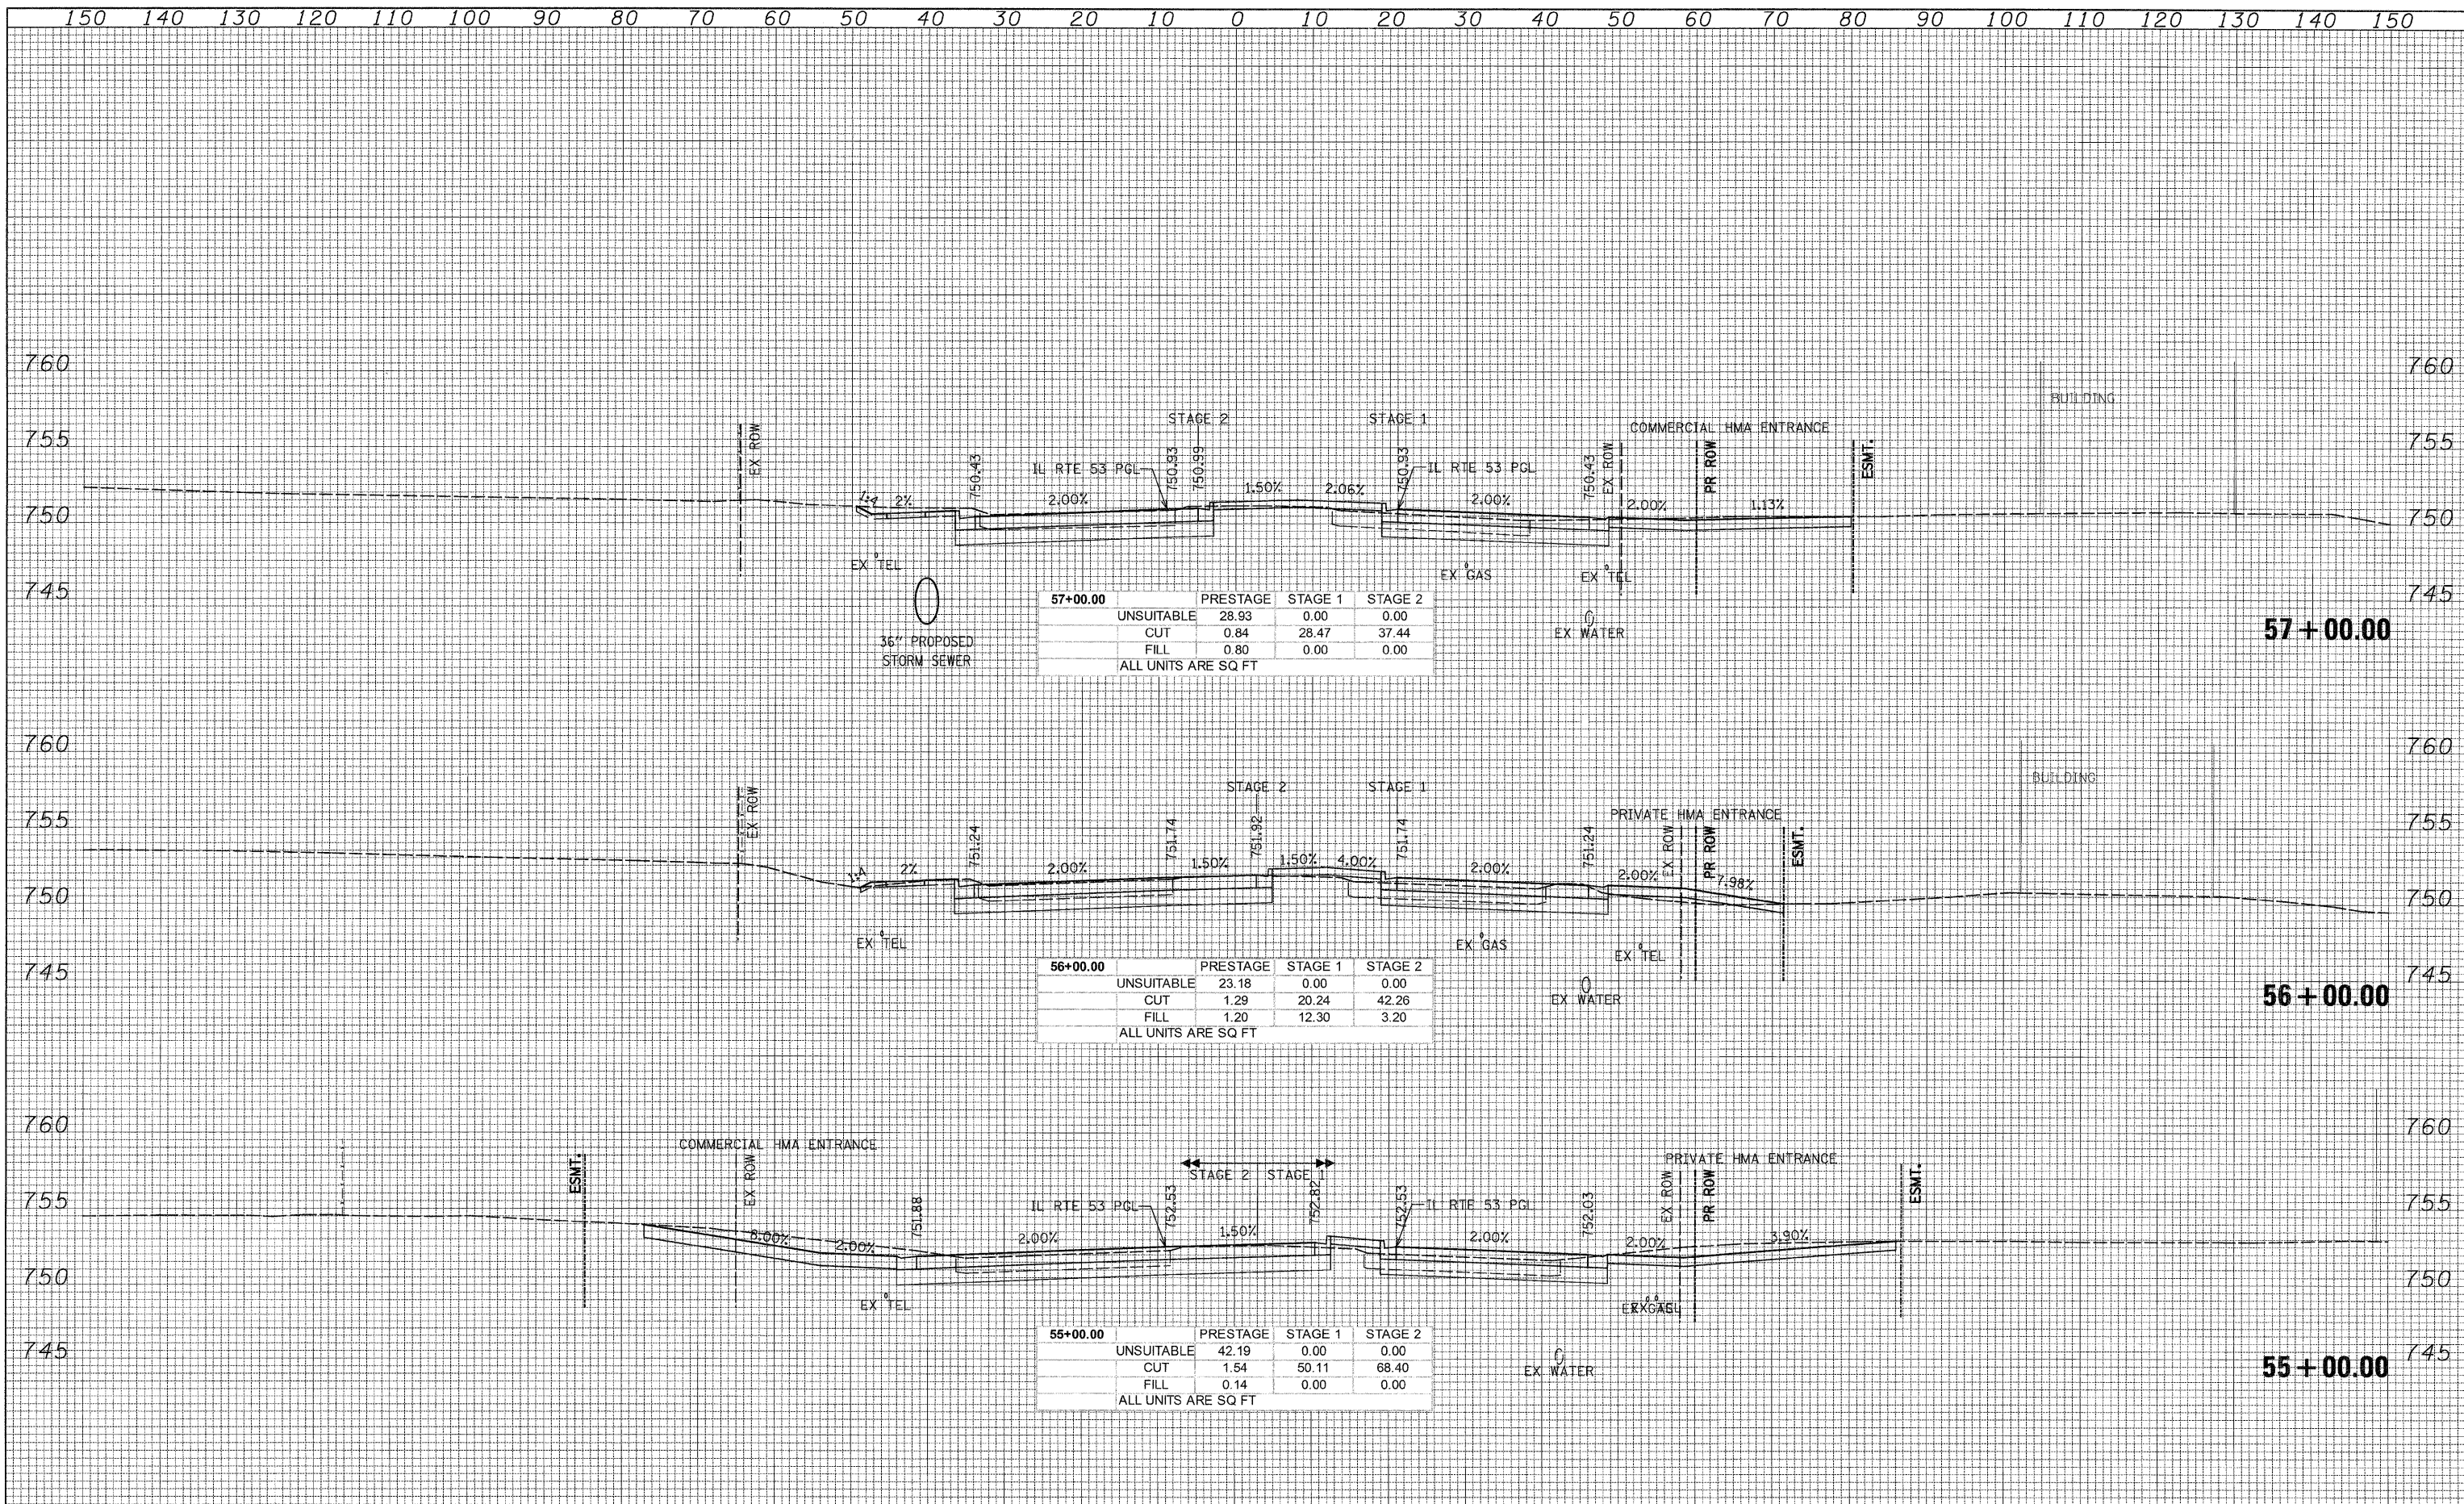 150 140 130 120 110 100 90 80 70 60 50 40 30 20 10 0 10 20 30 40 50 60 70 80 90 100 110 120 130 140 150
760 760
BUILDING
STAGE 2 STAGE 1
755 755
COMMERCIAL HMA ENTRANCE
EX ROW
750.43
IL RTE 53 PGL
750.93
750.99
750.93
IL RTE 53 PGL
750.43
EX ROW
PR ROW
ESMT.
1:4 2% 2.00% 1.50% 2.06% 2.00% 2.00% 1.13%
750 750
EX TEL EX GAS EX TEL
745 745
57+00.00 PRESTAGE STAGE 1 STAGE 2
UNSUITABLE 28.93 0.00 0.00
CUT 0.84 28.47 37.44
FILL 0.80 0.00 0.00
ALL UNITS ARE SQ FT
EX WATER
57 + 00.00
36" PROPOSED
STORM SEWER
760 760
BUILDING
STAGE 2 STAGE 1
755 755
PRIVATE HMA ENTRANCE
EX ROW
751.24
751.74
751.92
751.74
751.24
EX ROW
PR ROW
ESMT.
1:4 2% 2.00% 1.50% 1.50% 4.00% 2.00% 2.00% 7.98%
750 750
EX TEL EX GAS EX TEL
745 745
56+00.00 PRESTAGE STAGE 1 STAGE 2
UNSUITABLE 23.18 0.00 0.00
CUT 1.29 20.24 42.26
FILL 1.20 12.30 3.20
ALL UNITS ARE SQ FT
EX WATER
56 + 00.00
760 760
COMMERCIAL HMA ENTRANCE
PRIVATE HMA ENTRANCE
STAGE 2 STAGE 1
755 755
ESMT.
EX ROW
751.88
IL RTE 53 PGL
752.53
752.82
752.53
IL RTE 53 PGL
752.03
EX ROW
PR ROW
ESMT.
8.00% 2.00% 2.00% 1.50% 2.00% 2.00% 3.90%
750 750
EX TEL EX GAS EX TEL
745 745
55+00.00 PRESTAGE STAGE 1 STAGE 2
UNSUITABLE 42.19 0.00 0.00
CUT 1.54 50.11 68.40
FILL 0.14 0.00 0.00
ALL UNITS ARE SQ FT
EX WATER
55 + 00.00